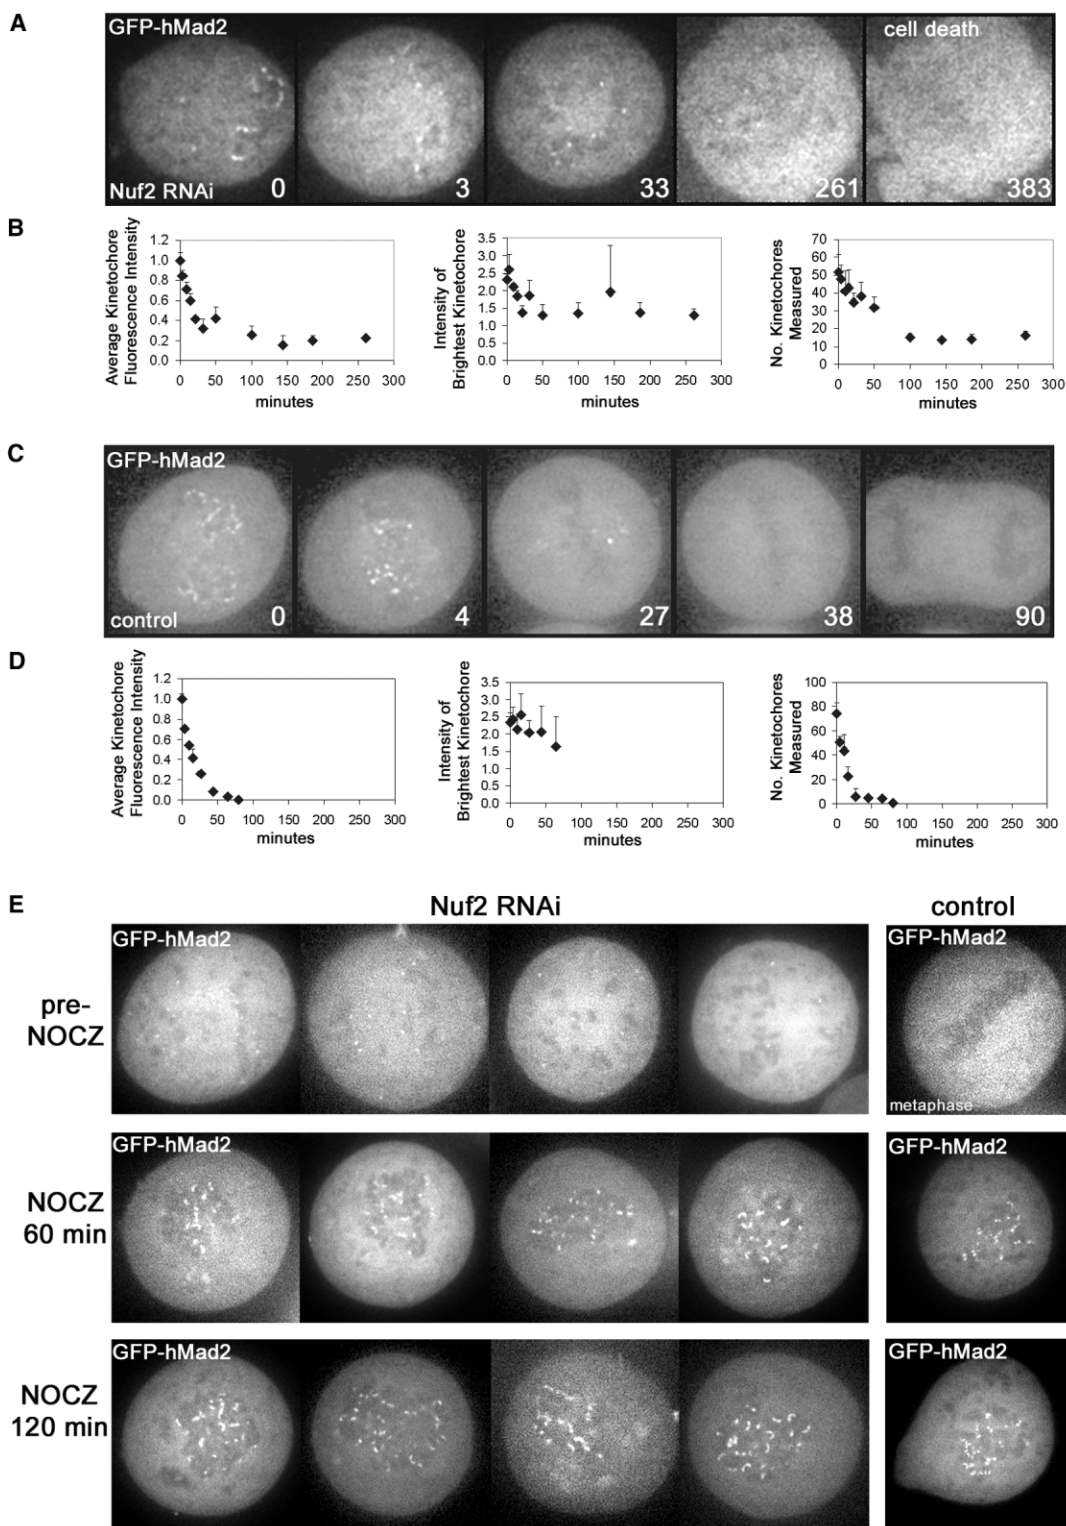 A
GFP-hMad2
cell death
Nuf2 RNAi
0
3
33
261
383
B
Average Kinetochore
Fluorescence Intensity
1.2
1.0
0.8
0.6
0.4
0.2
0.0
0 50 100 150 200 250 300
minutes
Intensity of
Brightest Kinetochore
3.5
3.0
2.5
2.0
1.5
1.0
0.5
0.0
0 50 100 150 200 250 300
minutes
No. Kinetochores
Measured
70
60
50
40
30
20
10
0
0 50 100 150 200 250 300
minutes
C
GFP-hMad2
control
0
4
27
38
90
D
Average Kinetochore
Fluorescence Intensity
1.2
1.0
0.8
0.6
0.4
0.2
0.0
0 50 100 150 200 250 300
minutes
Intensity of
Brightest Kinetochore
3.5
3.0
2.5
2.0
1.5
1.0
0.5
0.0
0 50 100 150 200 250 300
minutes
No. Kinetochores
Measured
100
80
60
40
20
0
0 50 100 150 200 250 300
minutes
E
Nuf2 RNAi
control
pre-
NOCZ
GFP-hMad2
GFP-hMad2
metaphase
NOCZ
60 min
GFP-hMad2
GFP-hMad2
NOCZ
120 min
GFP-hMad2
GFP-hMad2